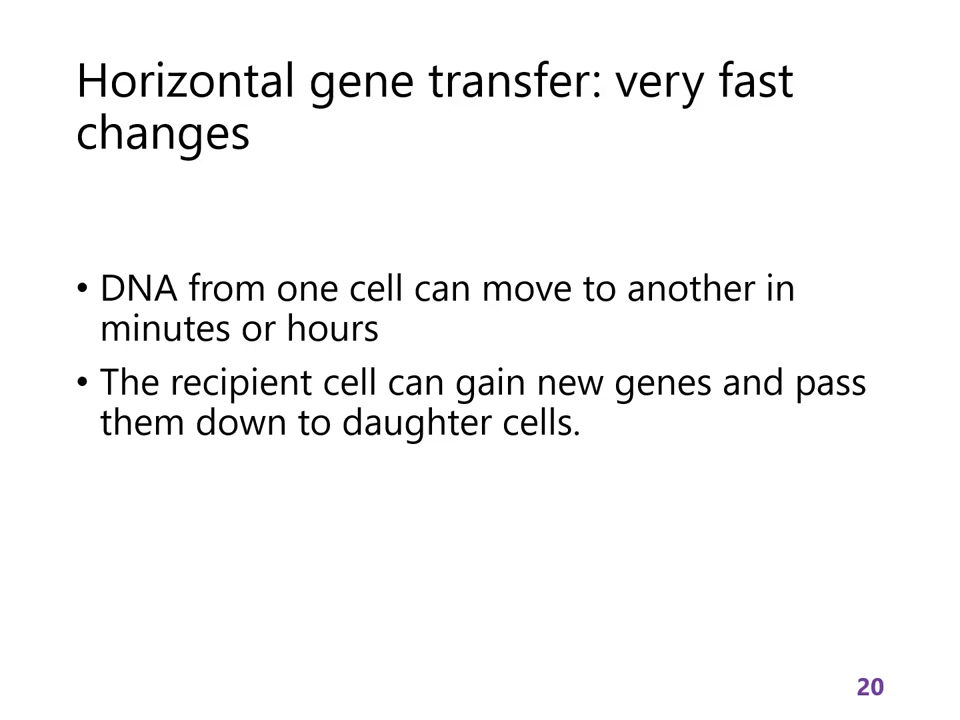 Horizontal gene transfer: very fast
changes
• DNA from one cell can move to another in
minutes or hours
• The recipient cell can gain new genes and pass
them down to daughter cells.
20